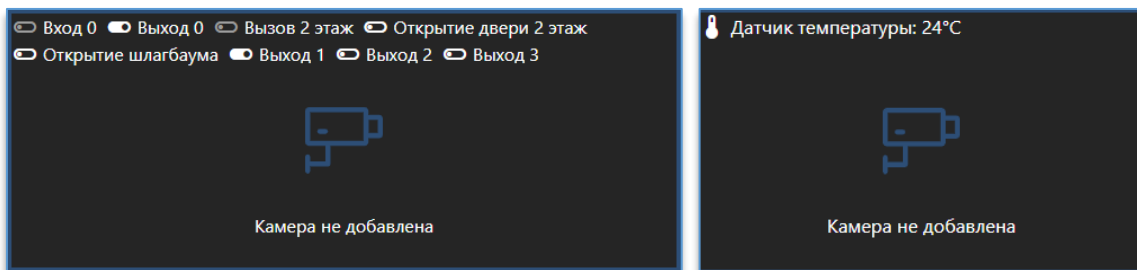 Вход 0 Выход 0 Вызов 2 этаж Открытие двери 2 этаж
Открытие шлагбаума Выход 1 Выход 2 Выход 3
Камера не добавлена
Датчик температуры: 24°C
Камера не добавлена